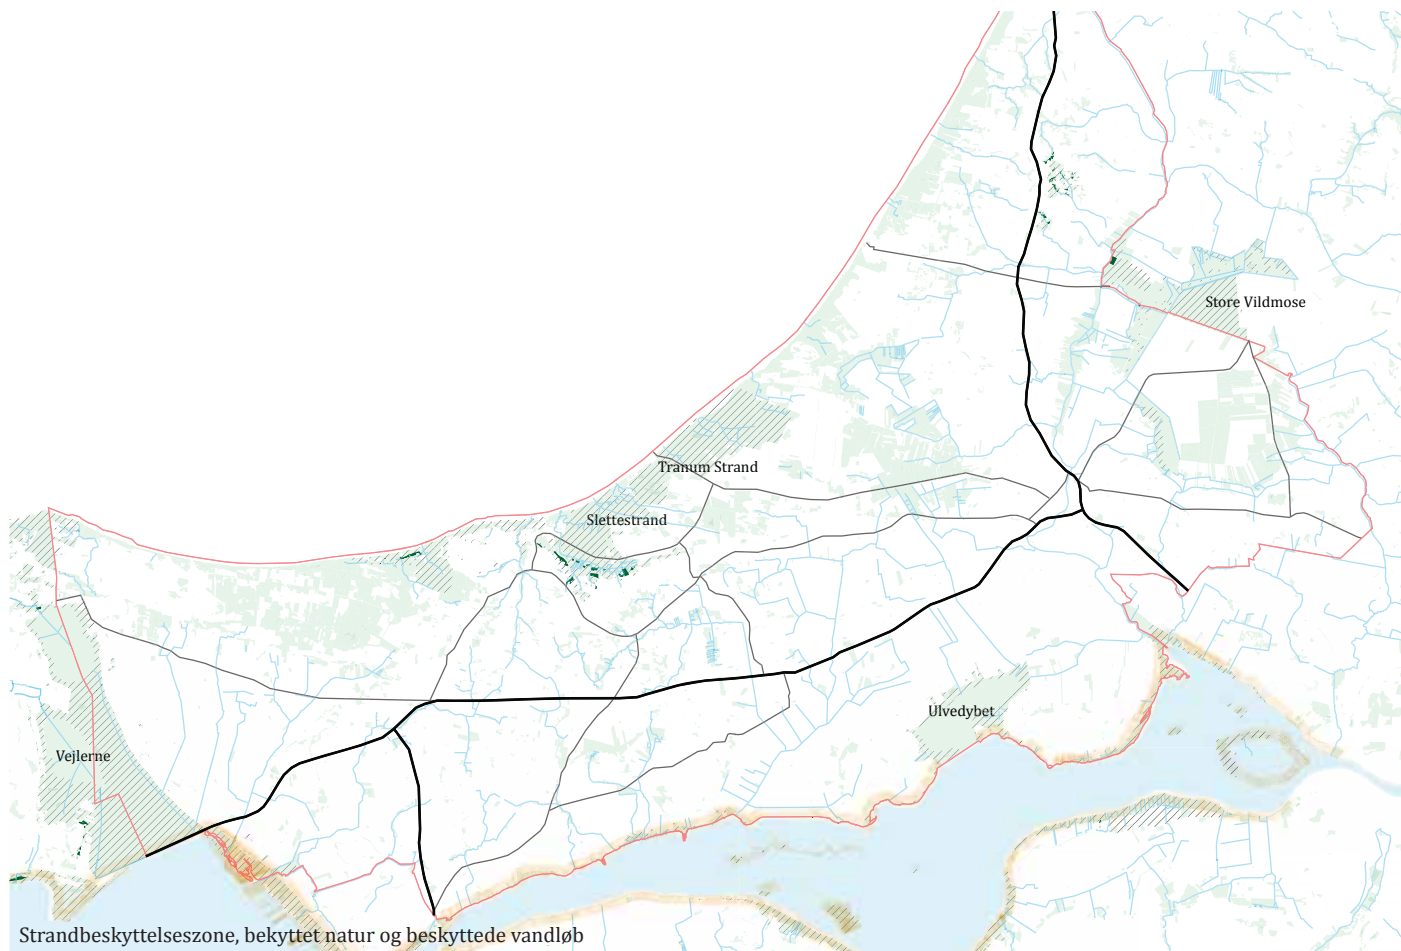 Store Vildmose
Tranum Strand
Slettestrand
Ulvedybet
Vejlerne
Strandbeskyttelseszone, bekyttet natur og beskyttede vandløb